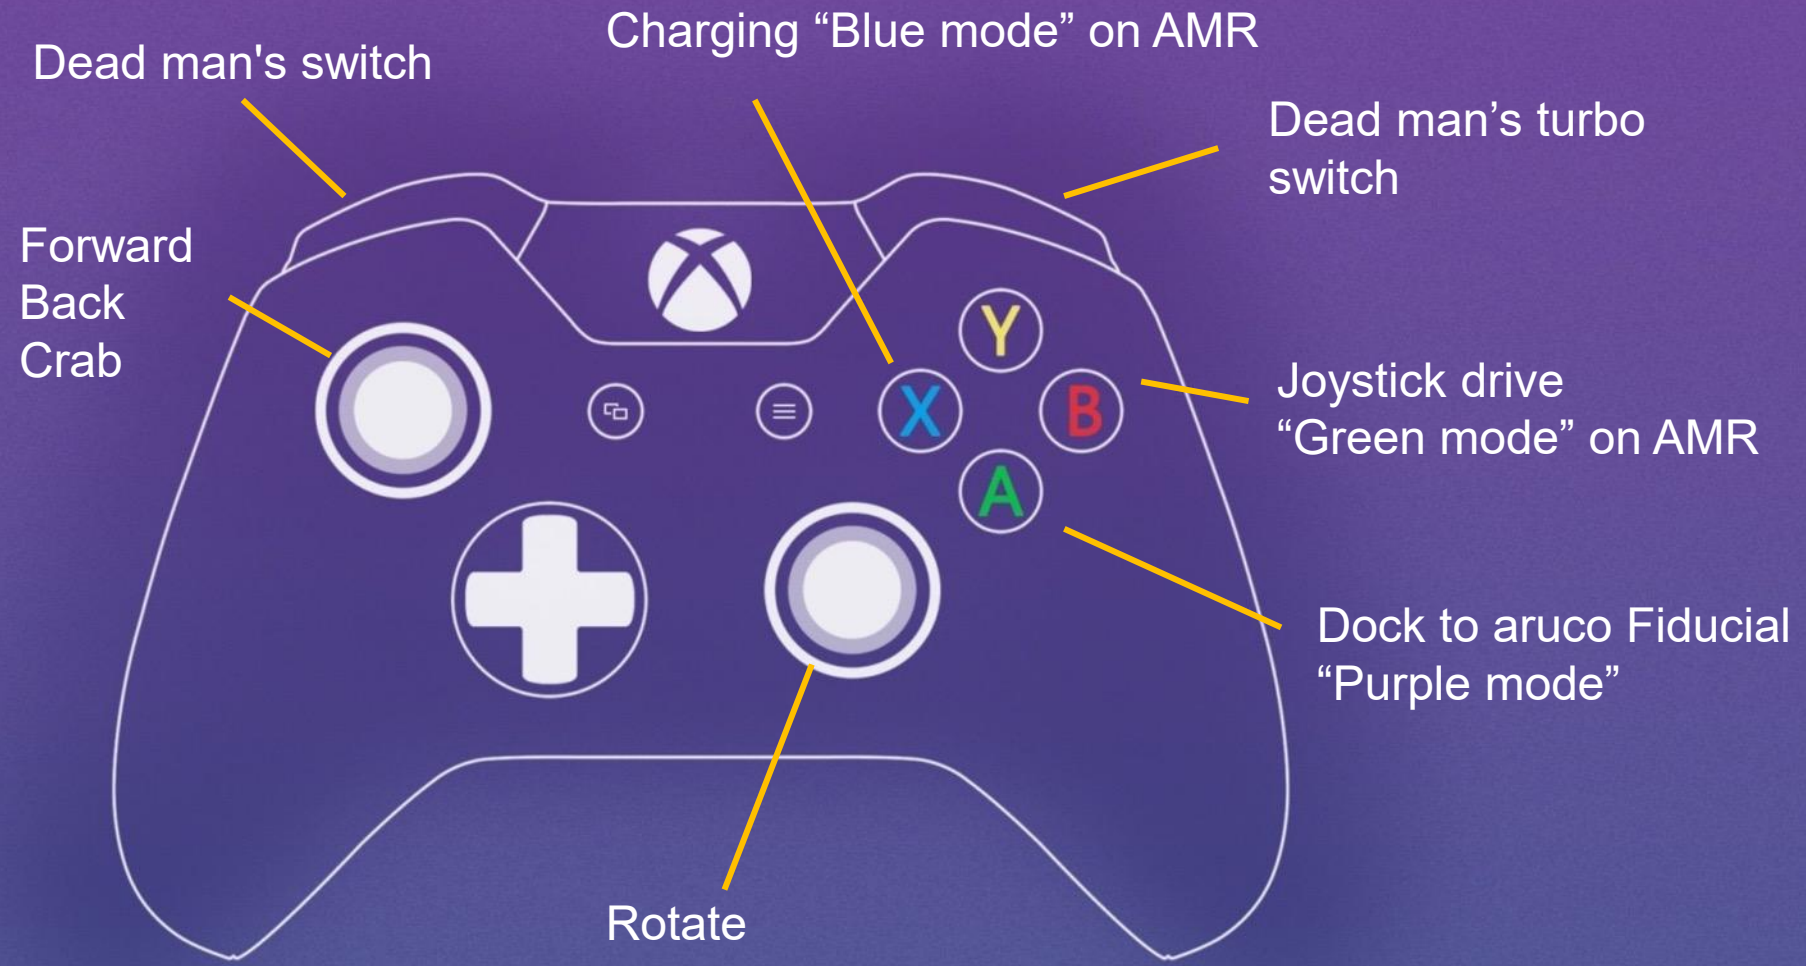 Charging “Blue mode” on AMR
Dead man's switch
Dead man’s turbo
switch
Forward
Back
Crab
Y
X
B
A
Joystick drive
“Green mode” on AMR
Dock to aruco Fiducial
“Purple mode”
Rotate